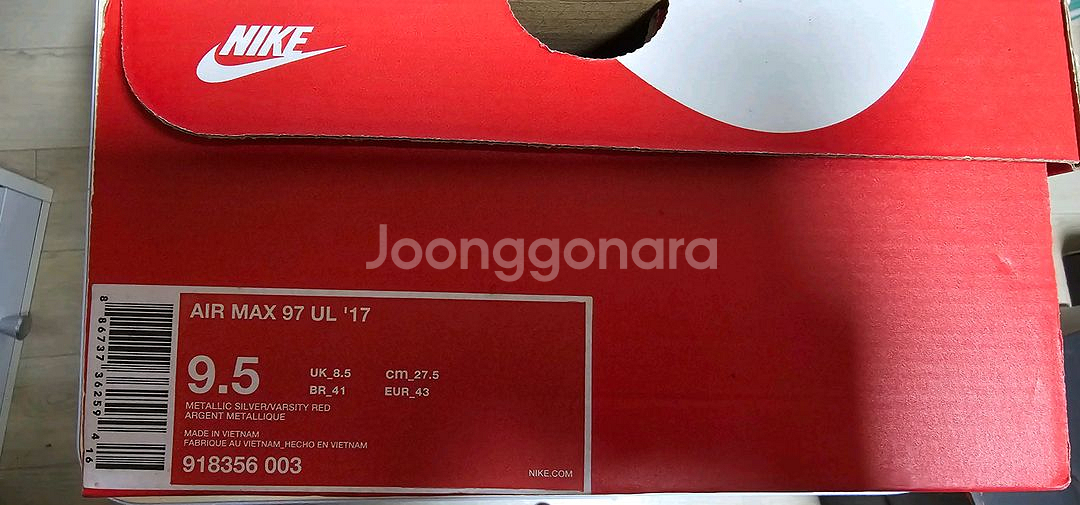 NIKE
Joonggonara
AIR MAX 97 UL '17
9.5
UK_8.5 cm_27.5
BR_41 EUR_43
METALLIC SILVER/VARSITY RED
ARGENT METALLIQUE
MADE IN VIETNAM
FABRIQUE AU VIETNAM_HECHO EN VIETNAM
918356 003
NIKE.COM
8 86737 36259 4 16